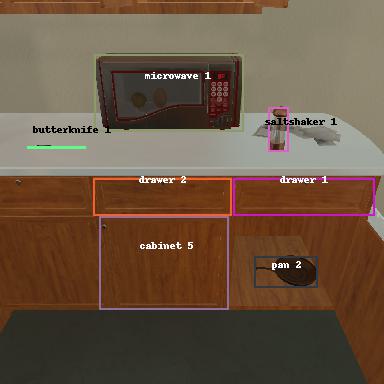 microwave 1
saltshaker 1
butterknife 1
drawer 2
drawer 1
cabinet 5
pan 2